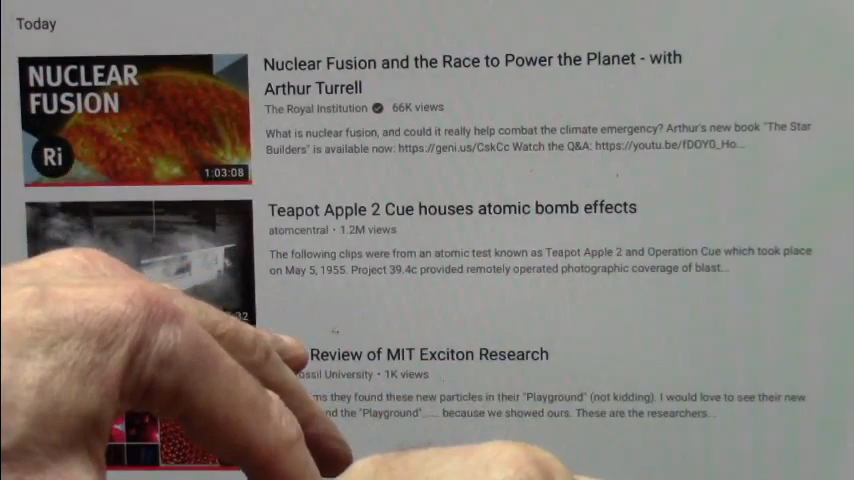 Today
NUCLEAR
FUSION
Ri
1:03:08
Nuclear Fusion and the Race to Power the Planet - with
Arthur Turrell
The Royal Institution 66K views
What is nuclear fusion, and could it really help combat the climate emergency? Arthur's new book "The Star
Builders" is available now: https://geni.us/CskCc Watch the Q&A: https://youtu.be/fDOY0_Ho...
Teapot Apple 2 Cue houses atomic bomb effects
atomcentral • 1.2M views
The following clips were from an atomic test known as Teapot Apple 2 and Operation Cue which took place
on May 5, 1955. Project 39.4c provided remotely operated photographic coverage of blast...
Review of MIT Exciton Research
University • 1K views
they found these new particles in their "Playground" (not kidding). I would love to see their new
the "Playground"..... because we showed ours. These are the researchers...